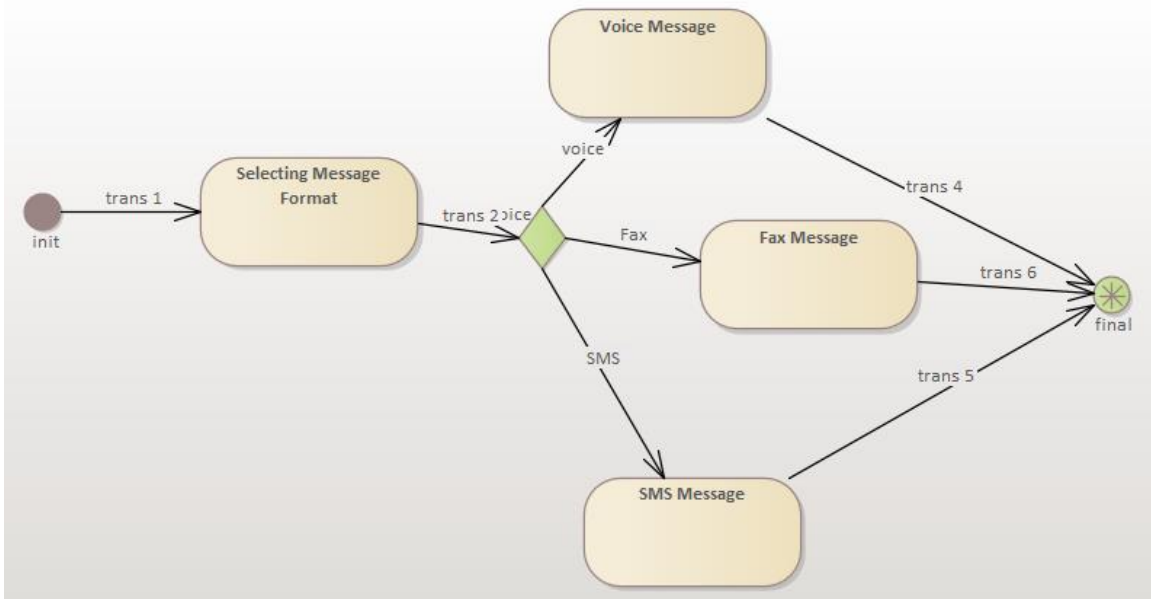 Voice Message
voice
Selecting Message
Format
trans 1
init
trans 2
Fax
Fax Message
trans 4
trans 6
final
SMS
trans 5
SMS Message